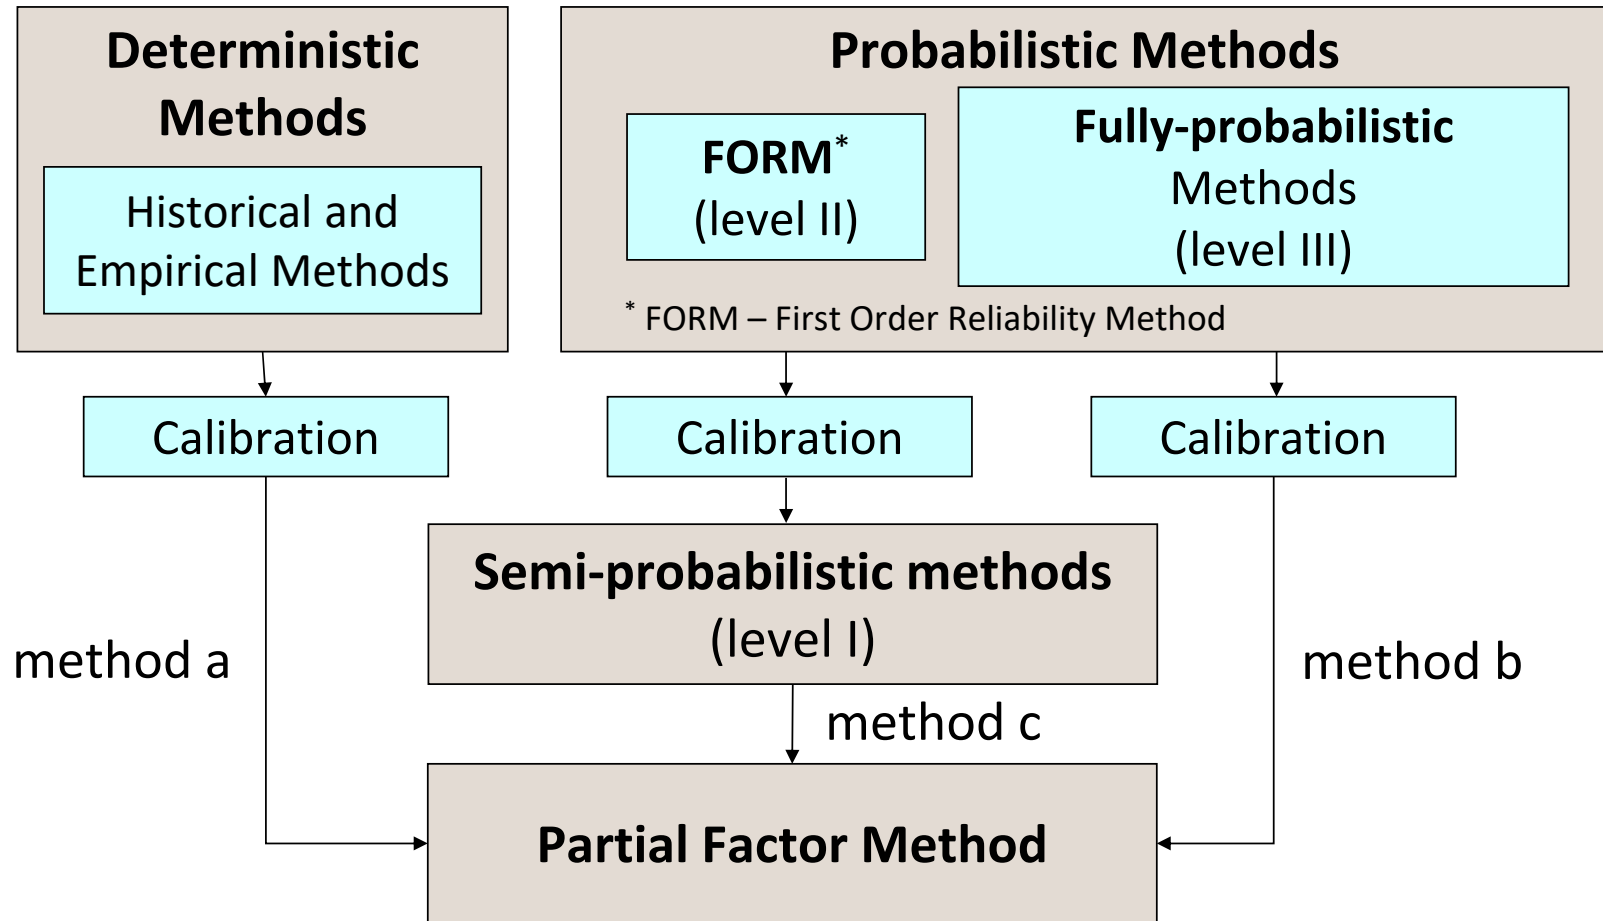 Deterministic
Methods
Historical and
Empirical Methods
Probabilistic Methods
FORM*
(level II)
Fully-probabilistic
Methods
(level III)
* FORM – First Order Reliability Method
Calibration
Calibration
Calibration
Semi-probabilistic methods
(level I)
method a
method b
method c
Partial Factor Method